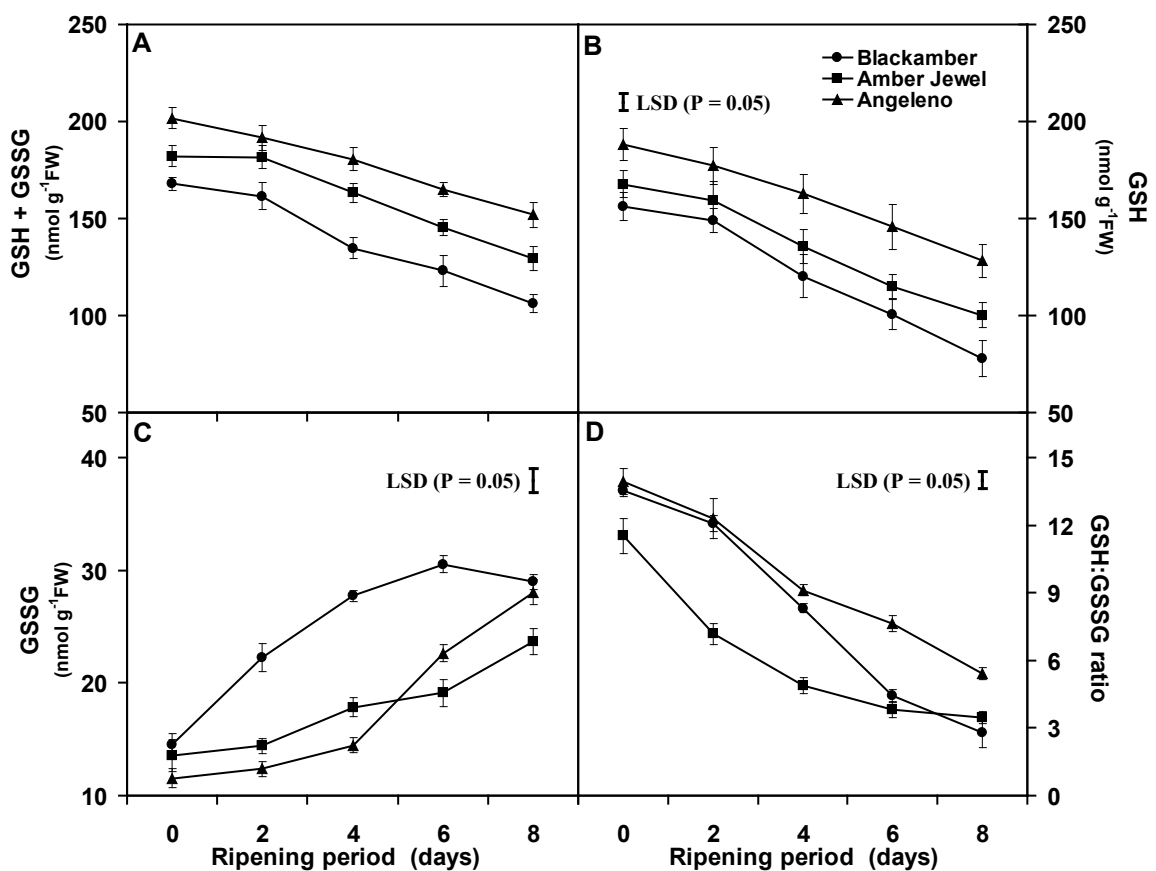 A
250
200
150
100
50
GSH + GSSG
(nmol g-1FW)
B
Blackamber
Amber Jewel
Angeleno
LSD (P = 0.05)
250
200
150
100
50
GSH
(nmol g-1FW)
C
LSD (P = 0.05)
40
30
20
10
GSSG
(nmol g-1FW)
0 2 4 6 8
Ripening period (days)
D
LSD (P = 0.05)
15
12
9
6
3
0
GSH:GSSG ratio
0 2 4 6 8
Ripening period (days)